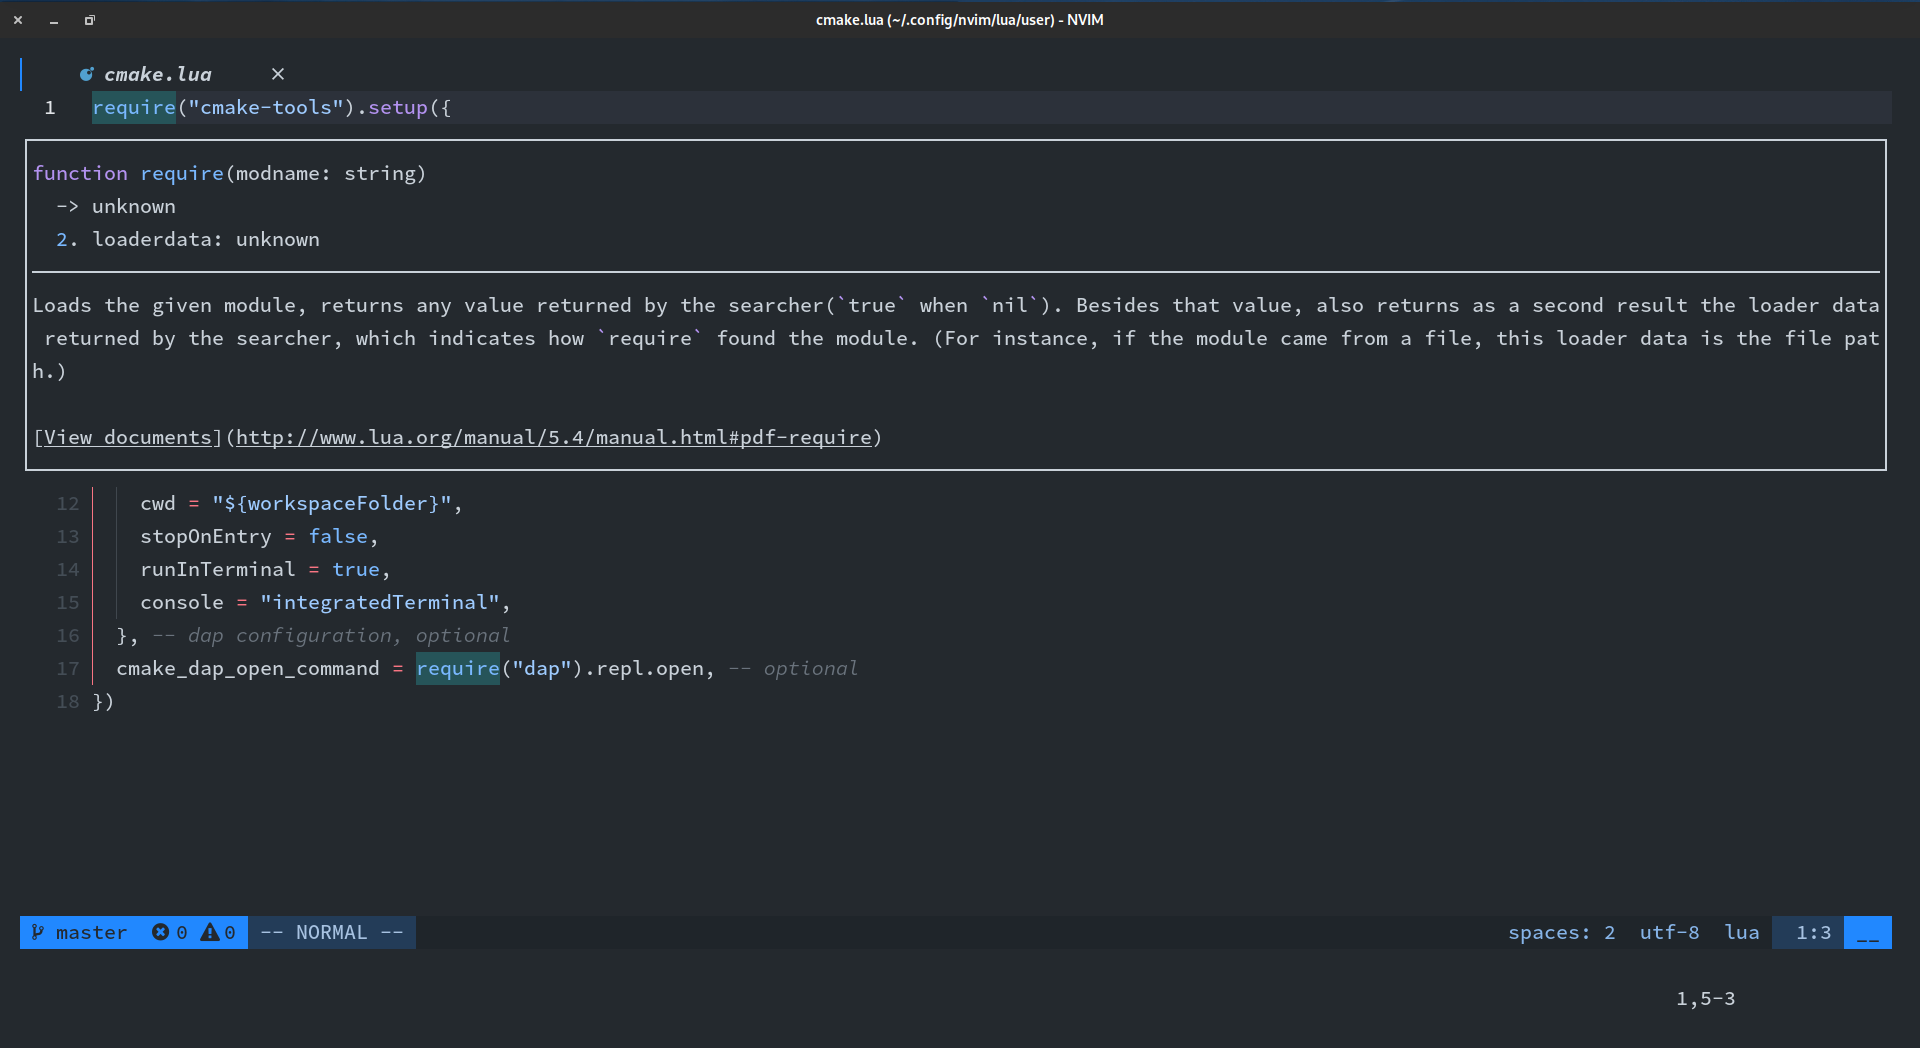 cmake.lua (~/.config/nvim/lua/user) - NVIM
cmake.lua
1 require("cmake-tools").setup({
function require(modname: string)
-> unknown
2. loaderdata: unknown
Loads the given module, returns any value returned by the searcher(`true` when `nil`). Besides that value, also returns as a second result the loader data
returned by the searcher, which indicates how `require` found the module. (For instance, if the module came from a file, this loader data is the file pat
h.)
[View documents](http://www.lua.org/manual/5.4/manual.html#pdf-require)
12 cwd = "${workspaceFolder}",
13 stopOnEntry = false,
14 runInTerminal = true,
15 console = "integratedTerminal",
16 }, -- dap configuration, optional
17 cmake_dap_open_command = require("dap").repl.open, -- optional
18 })
master 0 0 -- NORMAL -- spaces: 2 utf-8 lua 1:3 __
1,5-3